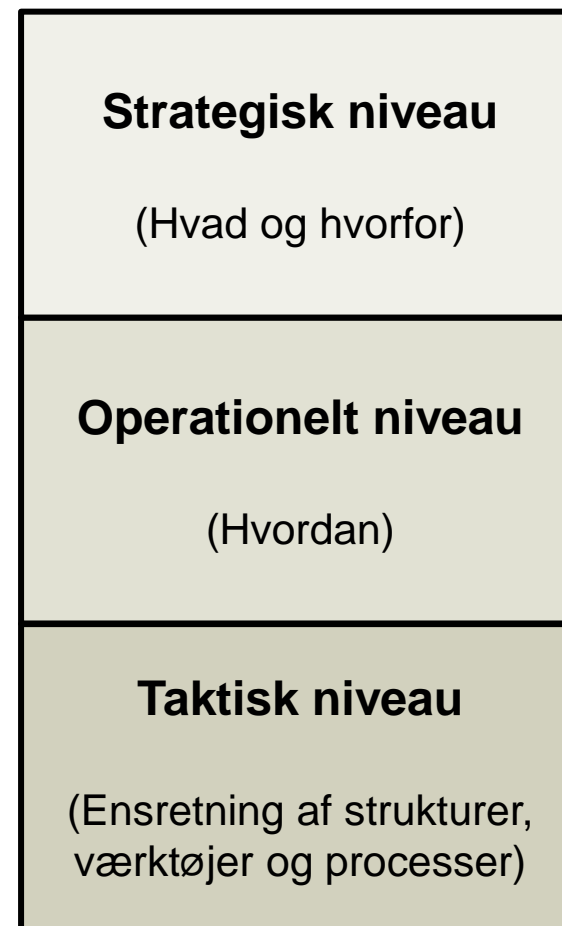 Strategisk niveau
(Hvad og hvorfor)
Operationelt niveau
(Hvordan)
Taktisk niveau
(Ensretning af strukturer,
værktøjer og processer)